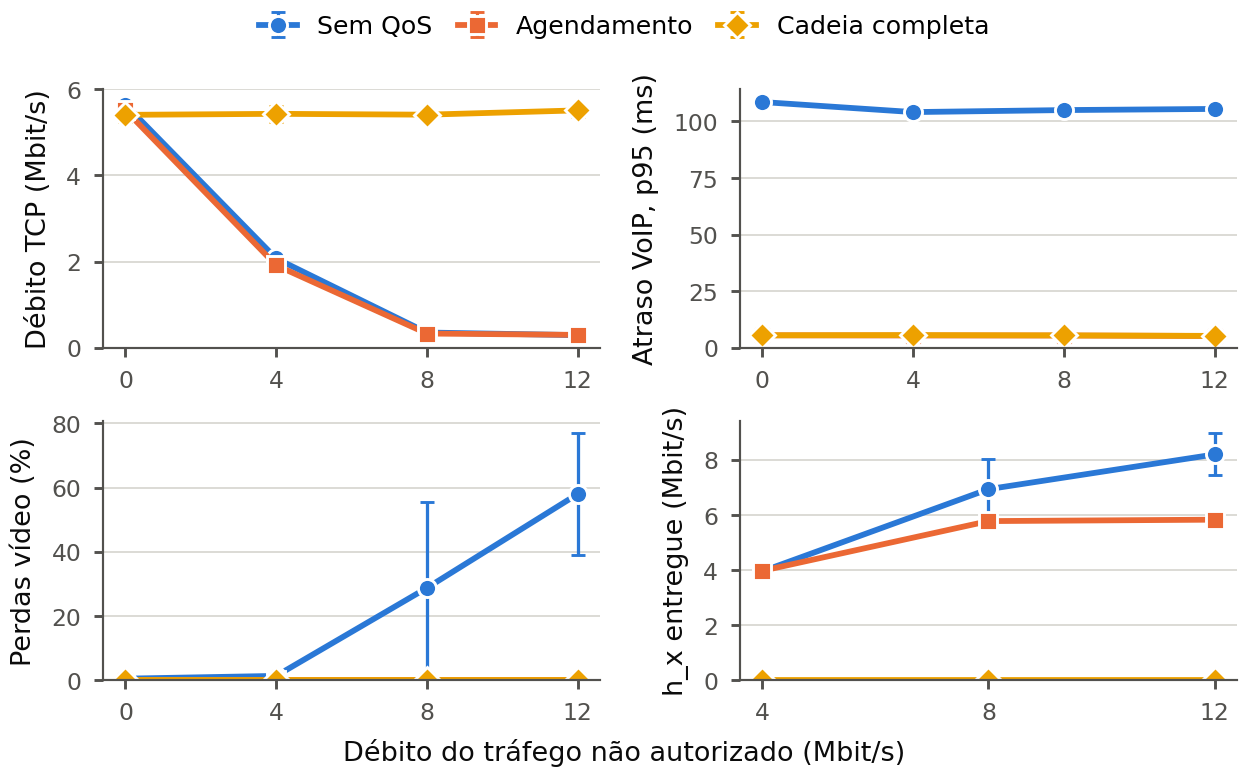 Sem QoS Agendamento Cadeia completa
Débito TCP (Mbit/s)
6
4
2
0
0 4 8 12
Atraso VoIP, p95 (ms)
100
75
50
25
0
0 4 8 12
Perdas vídeo (%)
80
60
40
20
0
0 4 8 12
h_x entregue (Mbit/s)
8
6
4
2
0
4 8 12
Débito do tráfego não autorizado (Mbit/s)